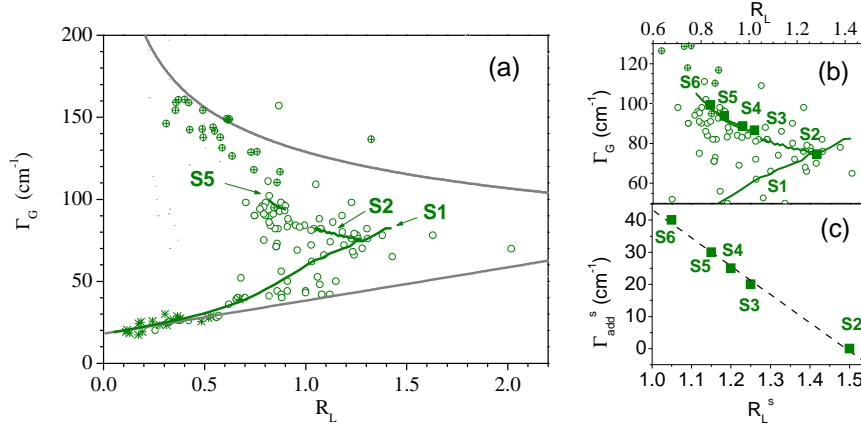 200
150
100
50
0
Γ_G (cm⁻¹)
(a)
S5
S2
S1
0.0 0.5 1.0 1.5 2.0
R_L
R_L
0.6 0.8 1.0 1.2 1.4
(b)
120
100
80
60
Γ_G (cm⁻¹)
S6
S5
S4
S3
S2
S1
(c)
40
30
20
10
0
Γ_add^s (cm⁻¹)
S6
S5
S4
S3
S2
1.0 1.1 1.2 1.3 1.4 1.5
R_L^s